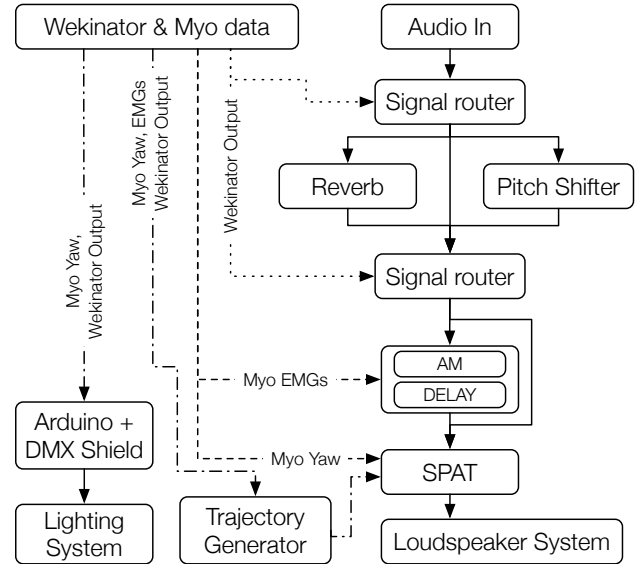 Wekinator & Myo data
Audio In
Signal router
Myo Yaw, EMGs
Wekinator Output
Wekinator Output
Reverb
Pitch Shifter
Myo Yaw,
Wekinator Output
Signal router
AM
Myo EMGs
DELAY
Arduino +
DMX Shield
Myo Yaw
SPAT
Lighting
System
Trajectory
Generator
Loudspeaker System